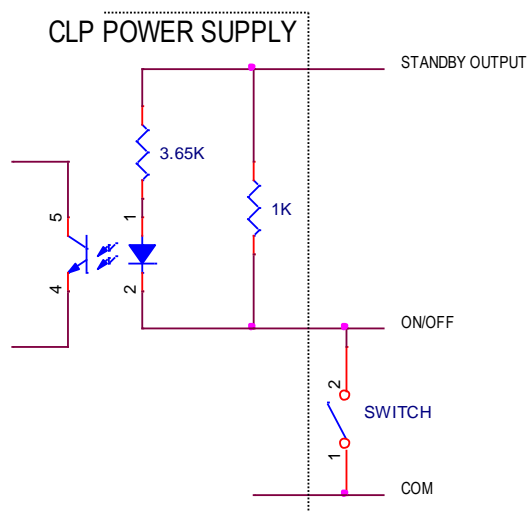 CLP POWER SUPPLY
STANDBY OUTPUT
3.65K
1K
5
1
4
2
ON/OFF
2
SWITCH
1
COM